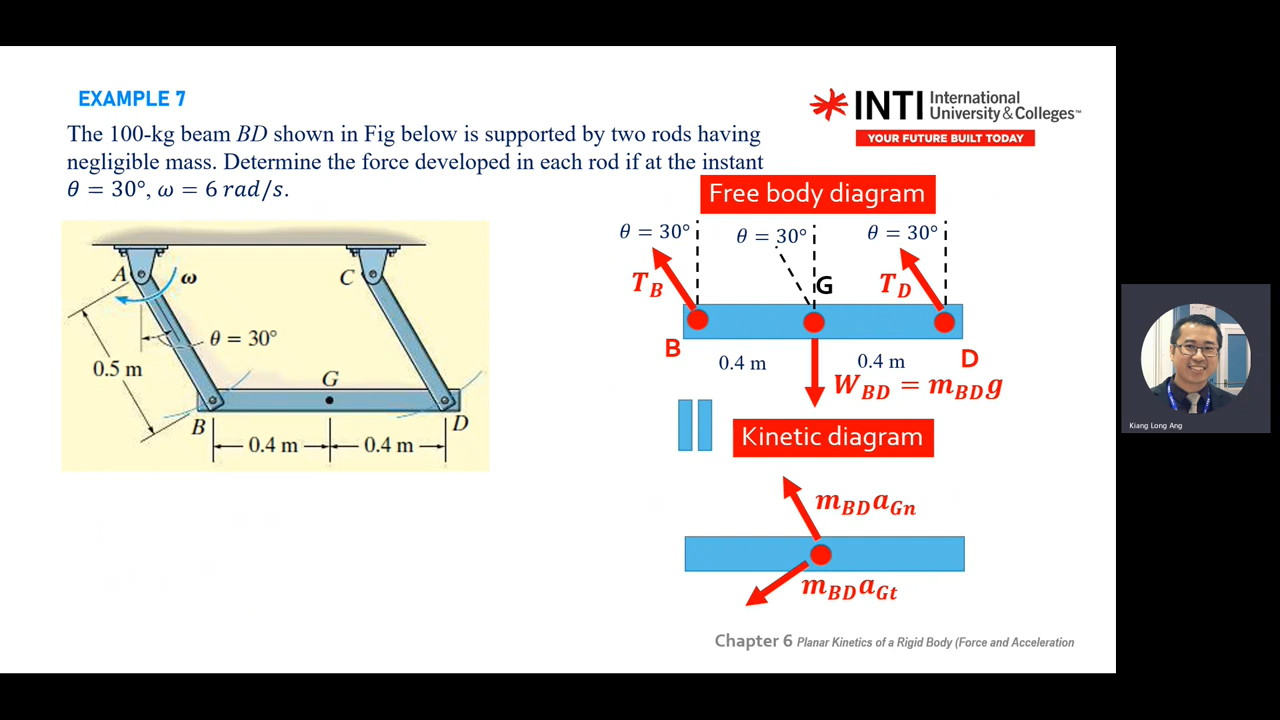 EXAMPLE 7
INTI International
University & Colleges™
YOUR FUTURE BUILT TODAY
The 100-kg beam BD shown in Fig below is supported by two rods having
negligible mass. Determine the force developed in each rod if at the instant
θ = 30°, ω = 6 rad/s.
A
ω
C
θ = 30°
0.5 m
G
B
D
0.4 m
0.4 m
Free body diagram
θ = 30°
θ = 30°
θ = 30°
T_B
G
T_D
B
0.4 m
0.4 m
D
W_BD = m_BD g
Kinetic diagram
m_BD a_Gn
m_BD a_Gt
Chapter 6 Planar Kinetics of a Rigid Body (Force and Acceleration
Kiang Long Ang